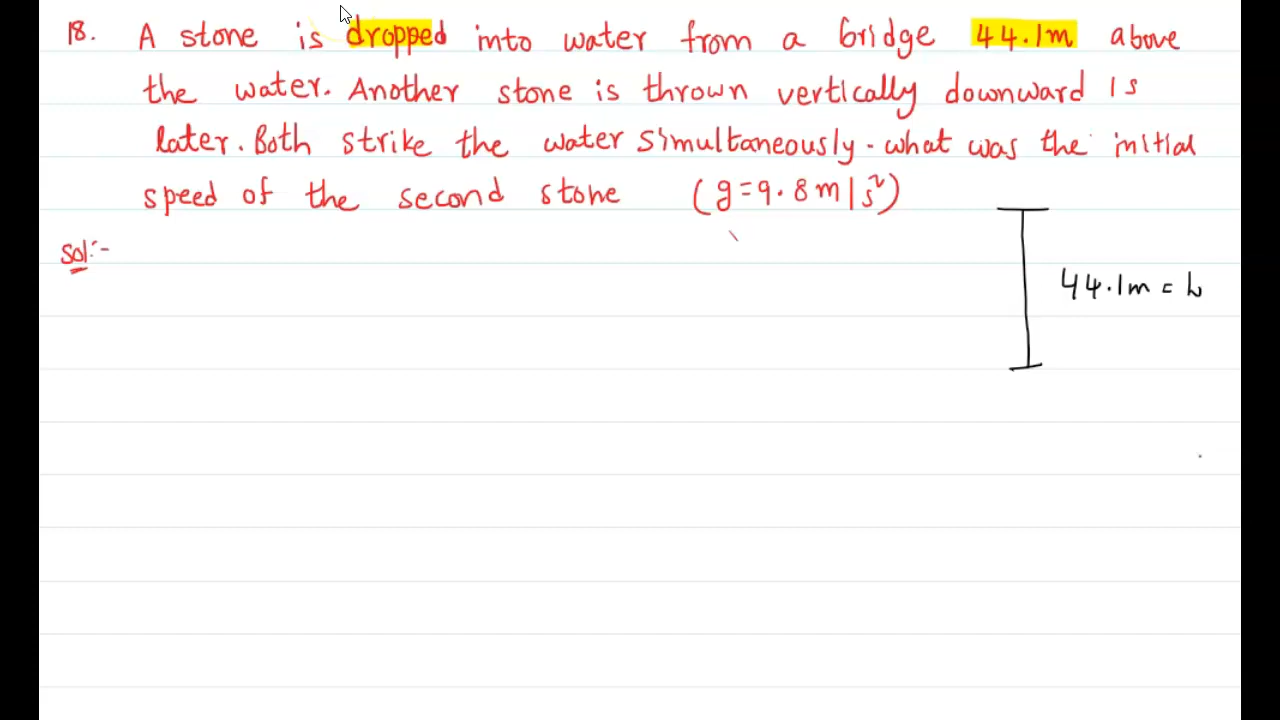 18. A stone is dropped into water from a bridge 44.1m above
the water. Another stone is thrown vertically downward 1s
later. Both strike the water simultaneously. what was the initial
speed of the second stone (g=9.8m/s²)
Sol:-
44.1m = h